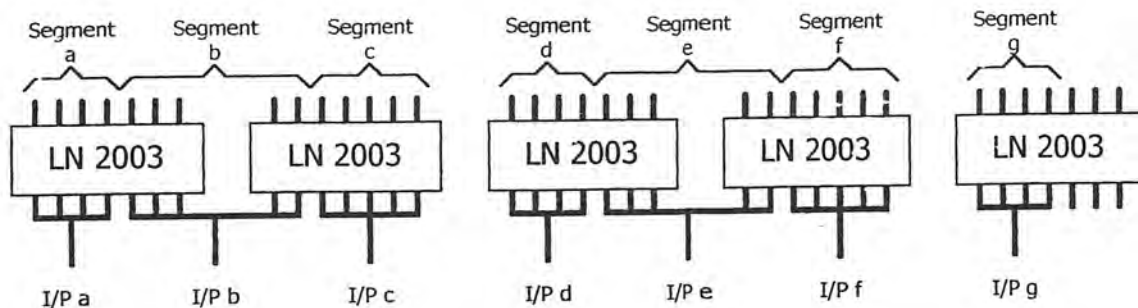 Segment Segment Segment Segment Segment Segment Segment
a b c d e f g
LN 2003 LN 2003 LN 2003 LN 2003 LN 2003
I/P a I/P b I/P c I/P d I/P e I/P f I/P g